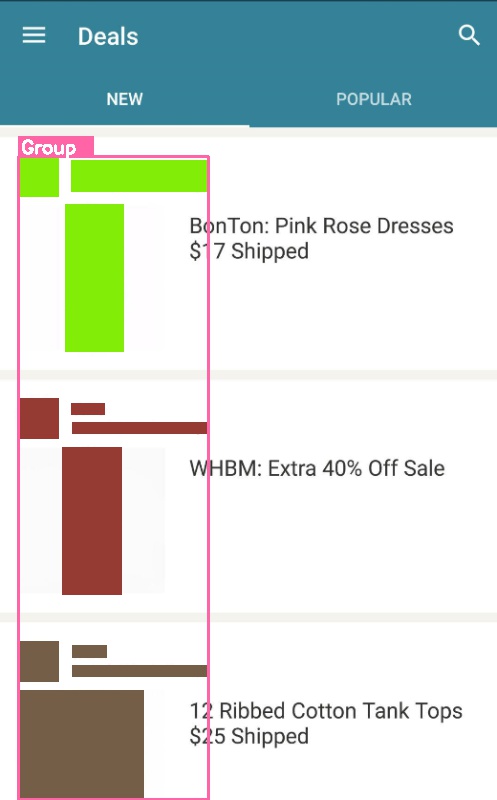 Deals
NEW
POPULAR
Group
BonTon: Pink Rose Dresses
$17 Shipped
WHBM: Extra 40% Off Sale
12 Ribbed Cotton Tank Tops
$25 Shipped